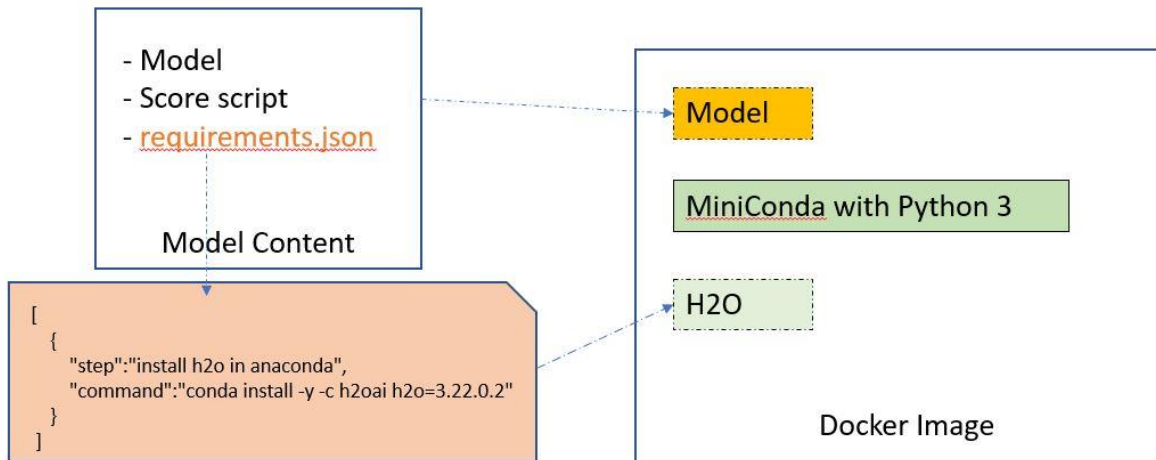 - Model
- Score script
- requirements.json
Model Content
[
{
"step":"install h2o in anaconda",
"command":"conda install -y -c h2oai h2o=3.22.0.2"
}
]
Model
MiniConda with Python 3
H2O
Docker Image